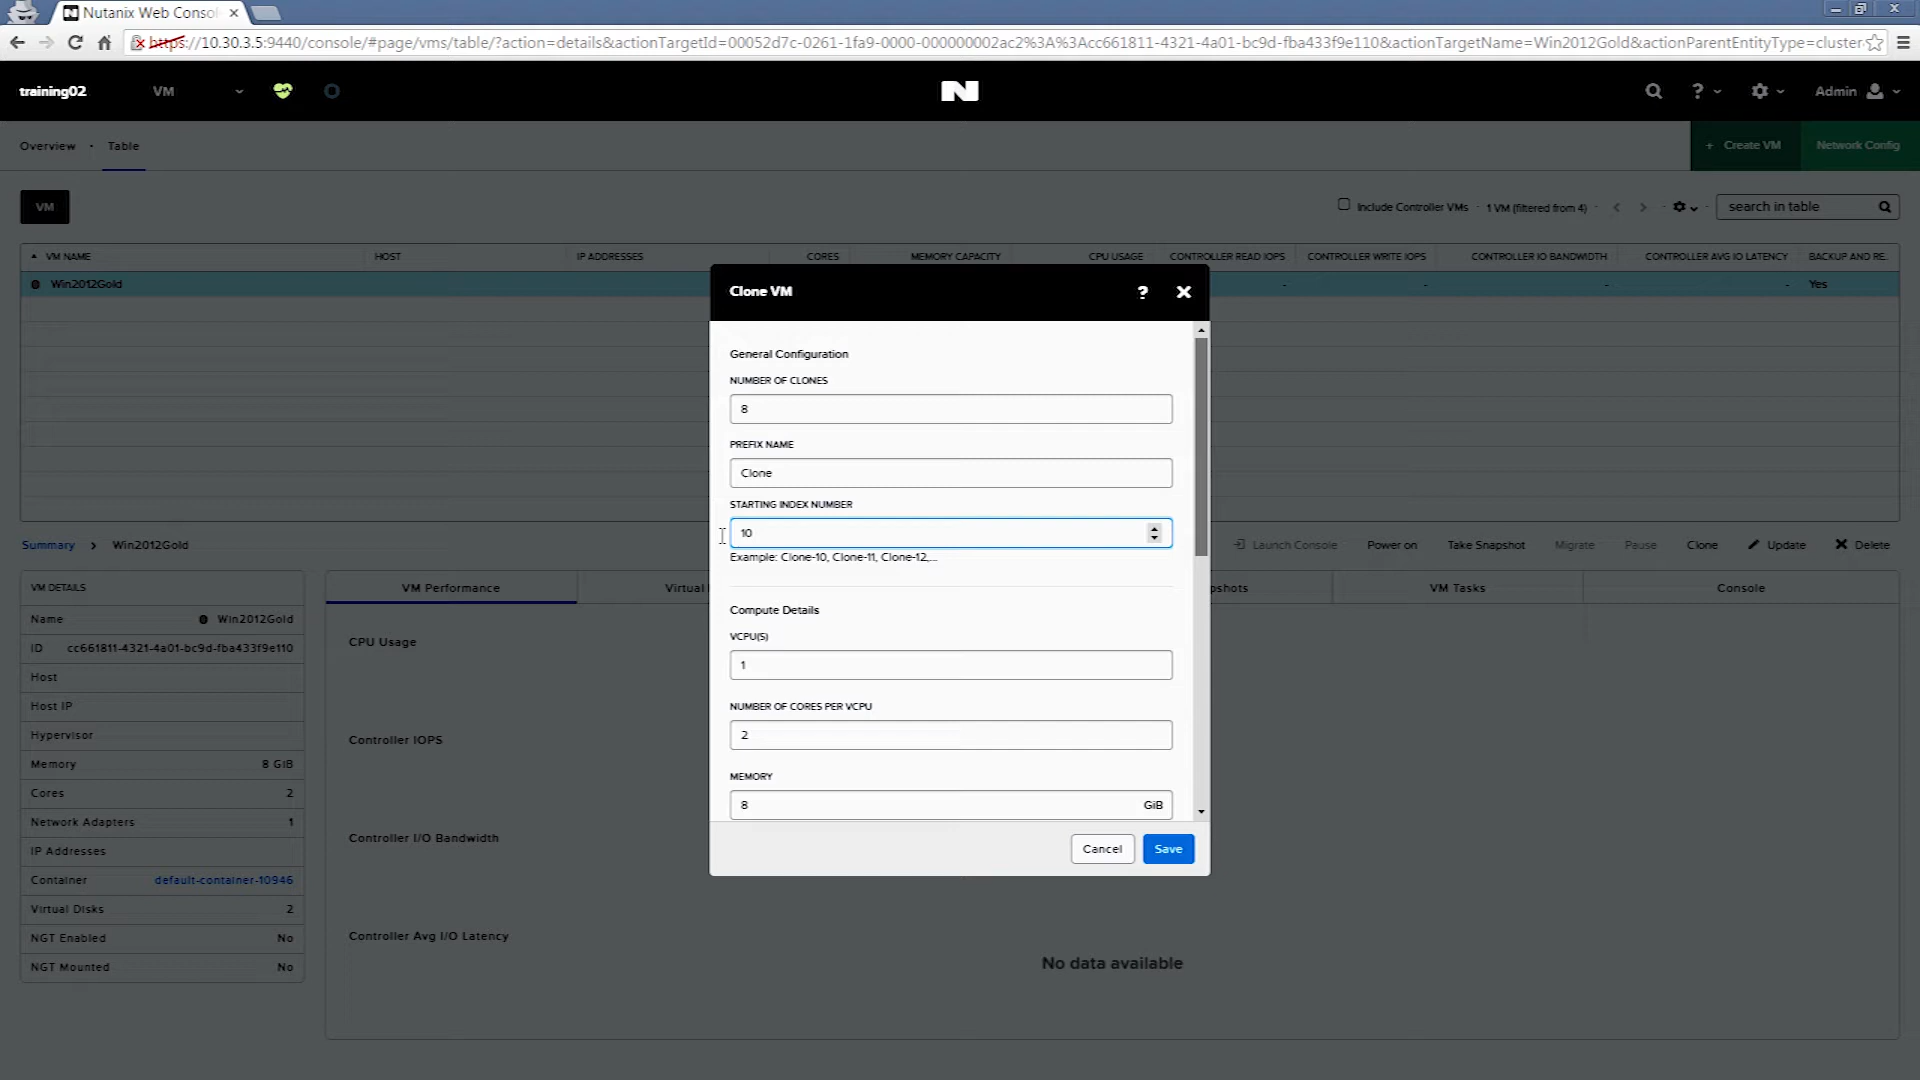 Nutanix Web Consol
https://10.30.3.5:9440/console/#page/vms/table/?action=details&actionTargetId=00052d7c-0261-1fa9-0000-000000002ac2%3A%3Acc661811-4321-4a01-bc9d-fba433f9e110&actionTargetName=Win2012Gold&actionParentEntityType=cluster
training02
VM
N
?
Admin
Overview
Table
+ Create VM
Network Config
VM
Include Controller VMs
1 VM (filtered from 4)
search in table
VM NAME
HOST
IP ADDRESSES
CORES
MEMORY CAPACITY
CPU USAGE
CONTROLLER READ IOPS
CONTROLLER WRITE IOPS
CONTROLLER IO BANDWIDTH
CONTROLLER AVG IO LATENCY
BACKUP AND RE...
Win2012Gold
-
-
-
-
Yes
Clone VM
?
General Configuration
NUMBER OF CLONES
8
PREFIX NAME
Clone
STARTING INDEX NUMBER
10
Example: Clone-10, Clone-11, Clone-12,...
Compute Details
VCPU(S)
1
NUMBER OF CORES PER VCPU
2
MEMORY
8 GiB
Cancel
Save
Summary > Win2012Gold
Launch Console
Power on
Take Snapshot
Migrate
Pause
Clone
Update
Delete
VM DETAILS
Name Win2012Gold
ID cc661811-4321-4a01-bc9d-fba433f9e110
Host
Host IP
Hypervisor
Memory 8 GiB
Cores 2
Network Adapters 1
IP Addresses
Container default-container-10946
Virtual Disks 2
NGT Enabled No
NGT Mounted No
VM Performance
Virtual
pshots
VM Tasks
Console
CPU Usage
Controller IOPS
Controller I/O Bandwidth
Controller Avg I/O Latency
No data available